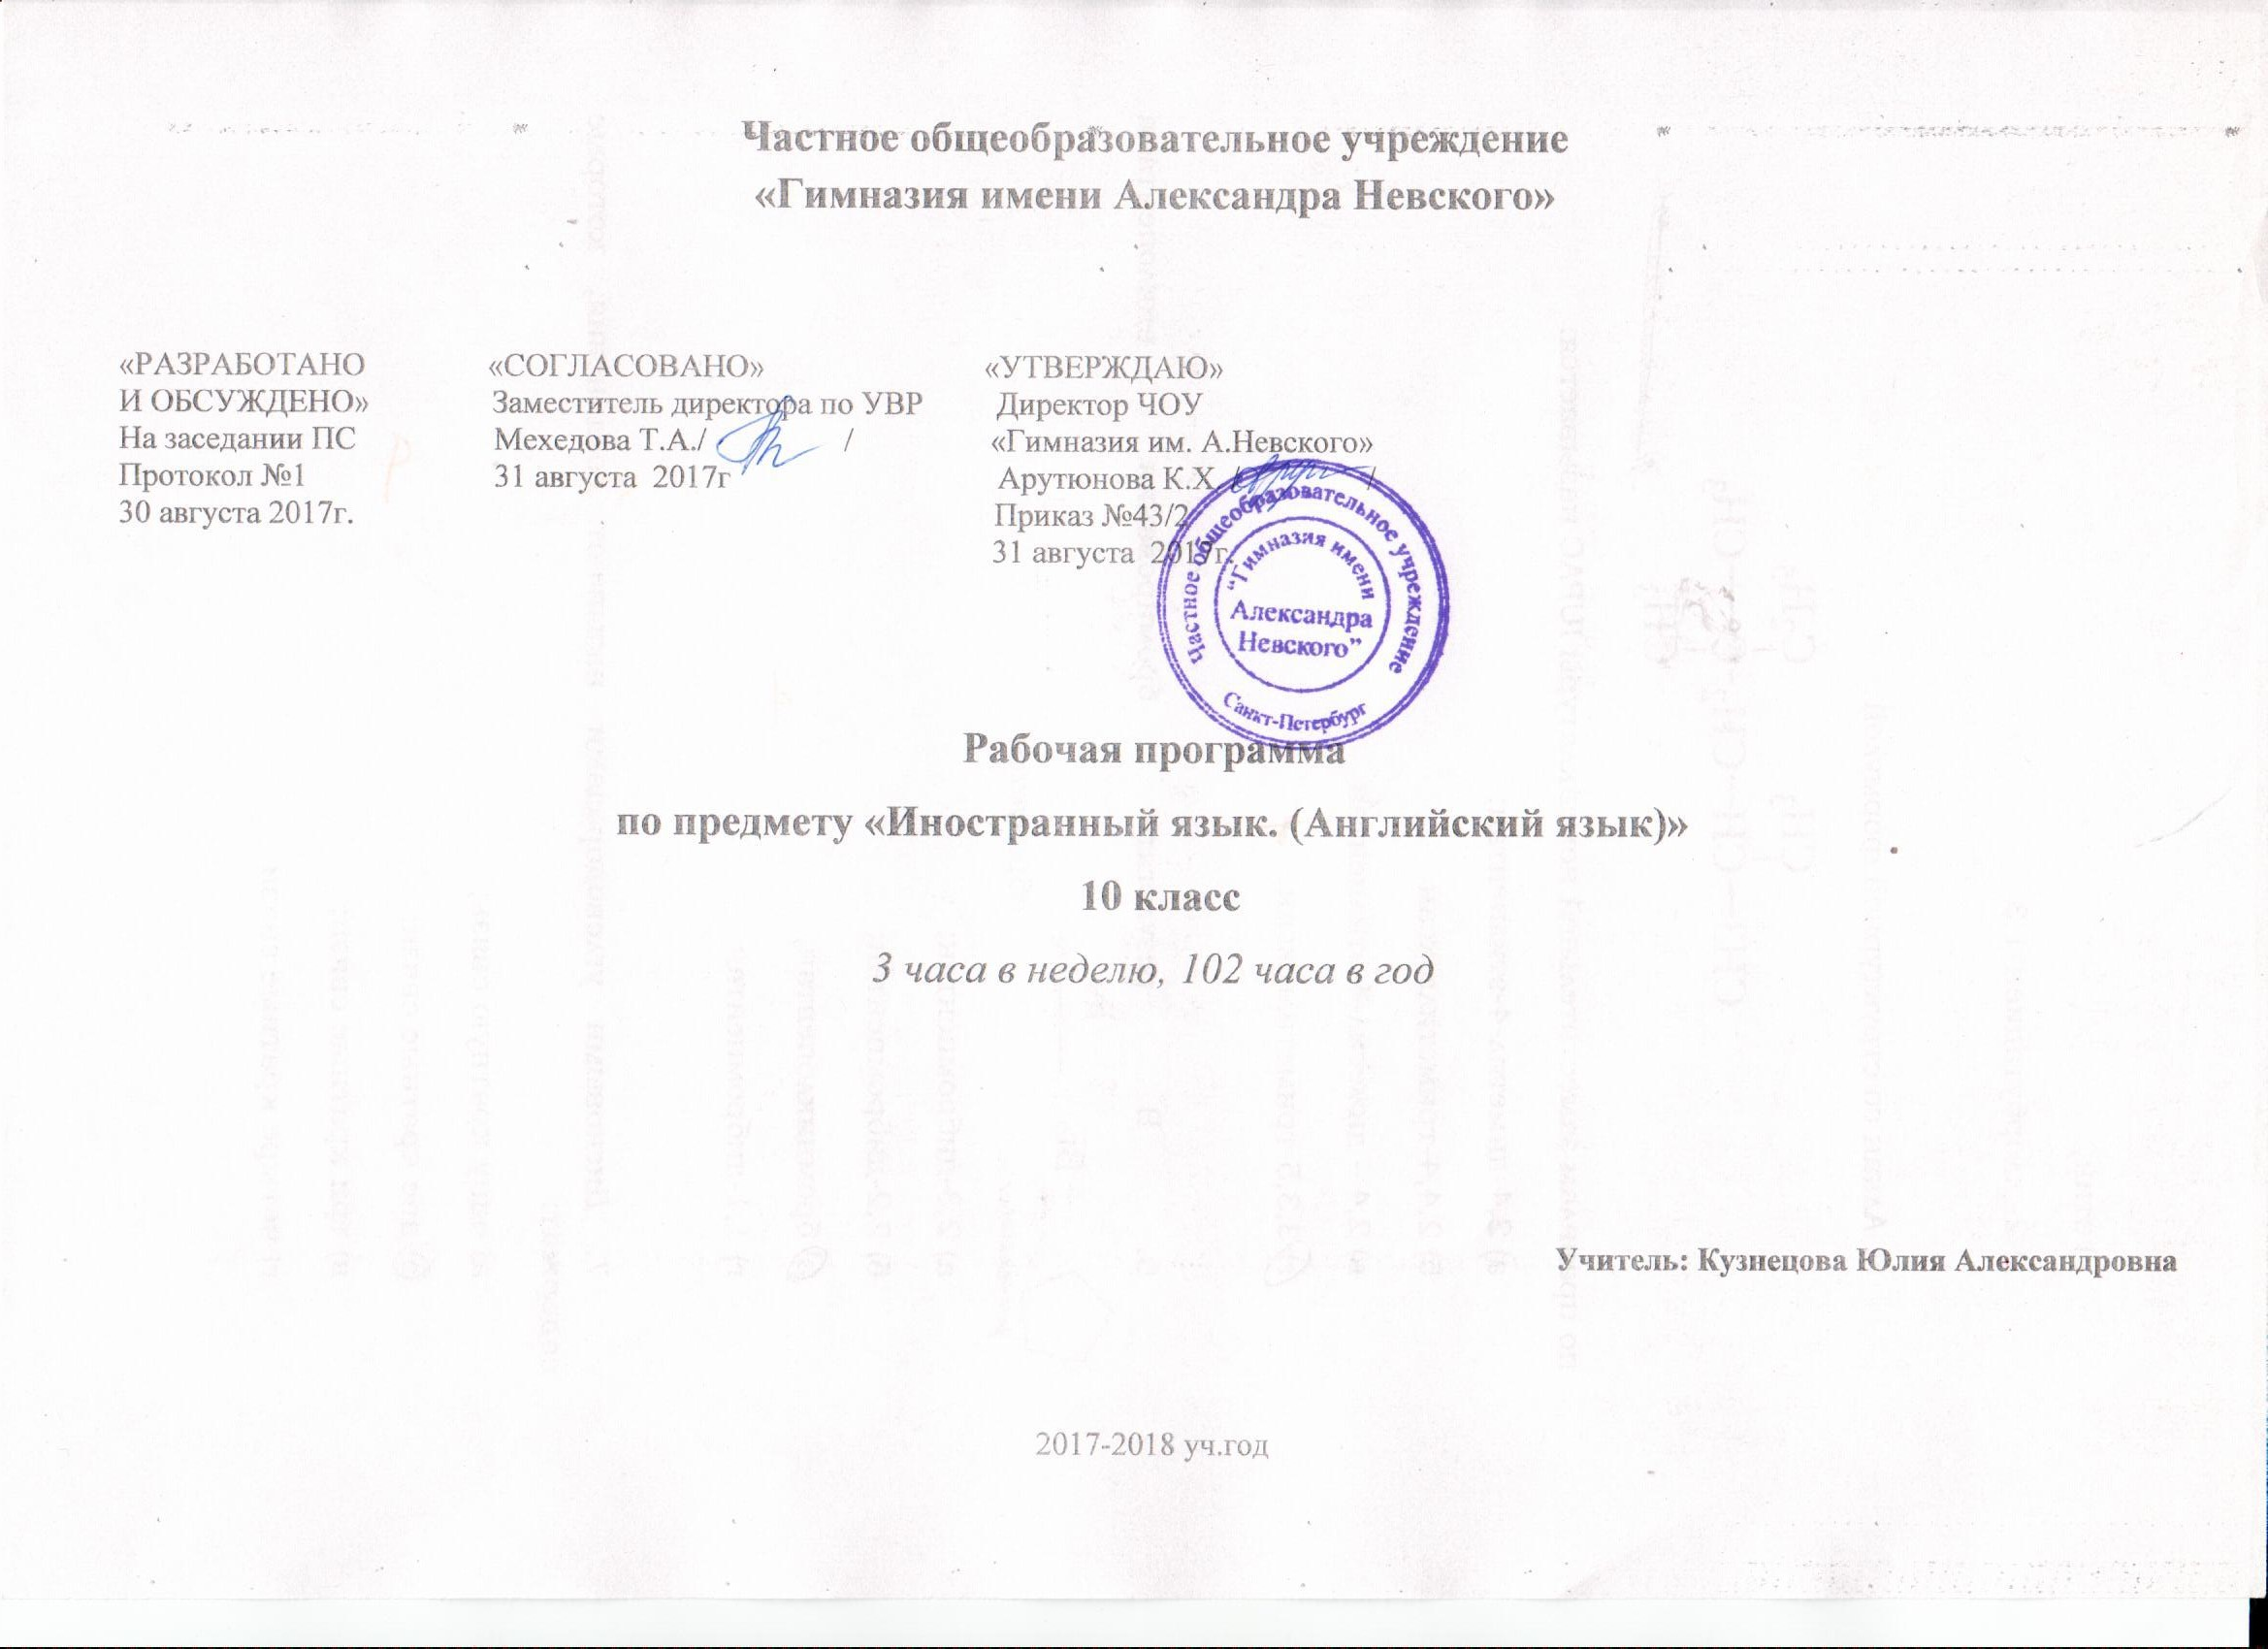 Частное общеобразовательное учреждение
«Гимназия имени Александра Невского»
«РАЗРАБОТАНО
И ОБСУЖДЕНО»
На заседании ПС
Протокол №1
30 августа 2017г.
«СОГЛАСОВАНО»
Заместитель директора по УВР
Мехедова Т.А./ /
31 августа 2017г
«УТВЕРЖДАЮ»
Директор ЧОУ
«Гимназия им. А.Невского»
Арутюнова К.Х. / /
Приказ №43/2
31 августа 2017г.
Частное общеобразовательное учреждение
"Гимназия имени
Александра
Невского"
Санкт-Петербург
Рабочая программа
по предмету «Иностранный язык. (Английский язык)»
10 класс
3 часа в неделю, 102 часа в год
Учитель: Кузнецова Юлия Александровна
2017-2018 уч.год